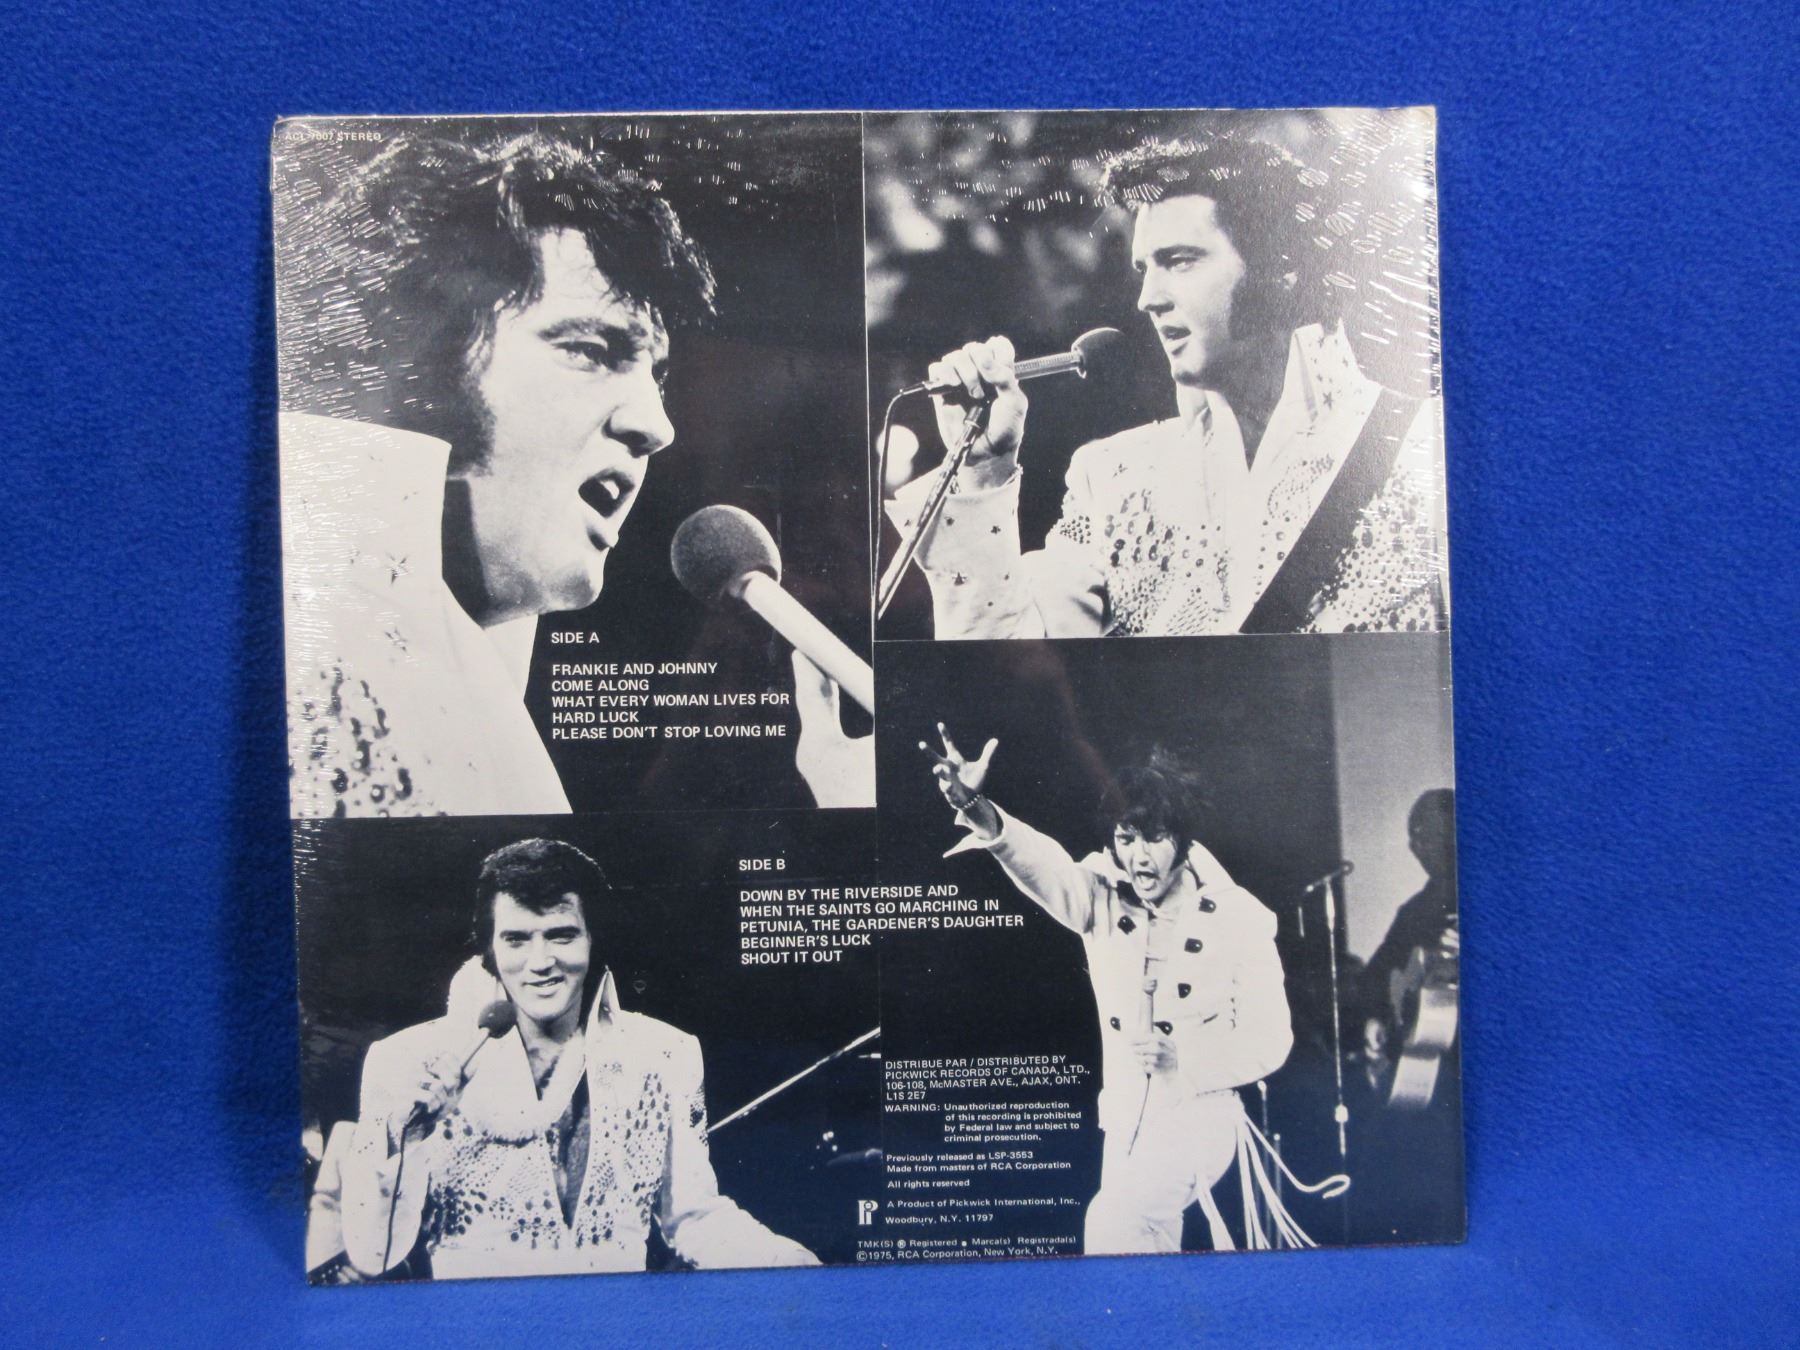 ACL-7007 STEREO
SIDE A
FRANKIE AND JOHNNY
COME ALONG
WHAT EVERY WOMAN LIVES FOR
HARD LUCK
PLEASE DON'T STOP LOVING ME
SIDE B
DOWN BY THE RIVERSIDE AND
WHEN THE SAINTS GO MARCHING IN
PETUNIA, THE GARDENER'S DAUGHTER
BEGINNER'S LUCK
SHOUT IT OUT
DISTRIBUE PAR / DISTRIBUTED BY
PICKWICK RECORDS OF CANADA, LTD.,
106-108, McMASTER AVE., AJAX, ONT.
L1S 2E7
WARNING: Unauthorized reproduction
of this recording is prohibited
by Federal law and subject to
criminal prosecution.
Previously released as LSP-3553
Made from masters of RCA Corporation
All rights reserved
A Product of Pickwick International, Inc.,
Woodbury, N.Y. 11797
TMK(S) ® Registered • Marca(s) Registrada(s)
©1975, RCA Corporation, New York, N.Y.